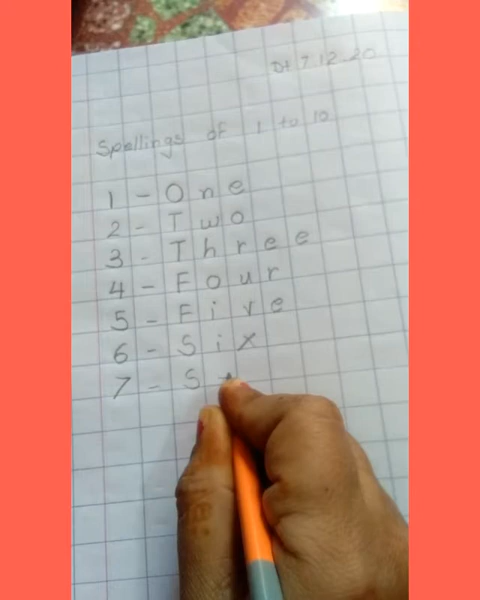 Dt 7.12.20
Spellings of 1 to 10
1 - One
2 - Two
3 - Three
4 - Four
5 - Five
6 - Six
7 - S